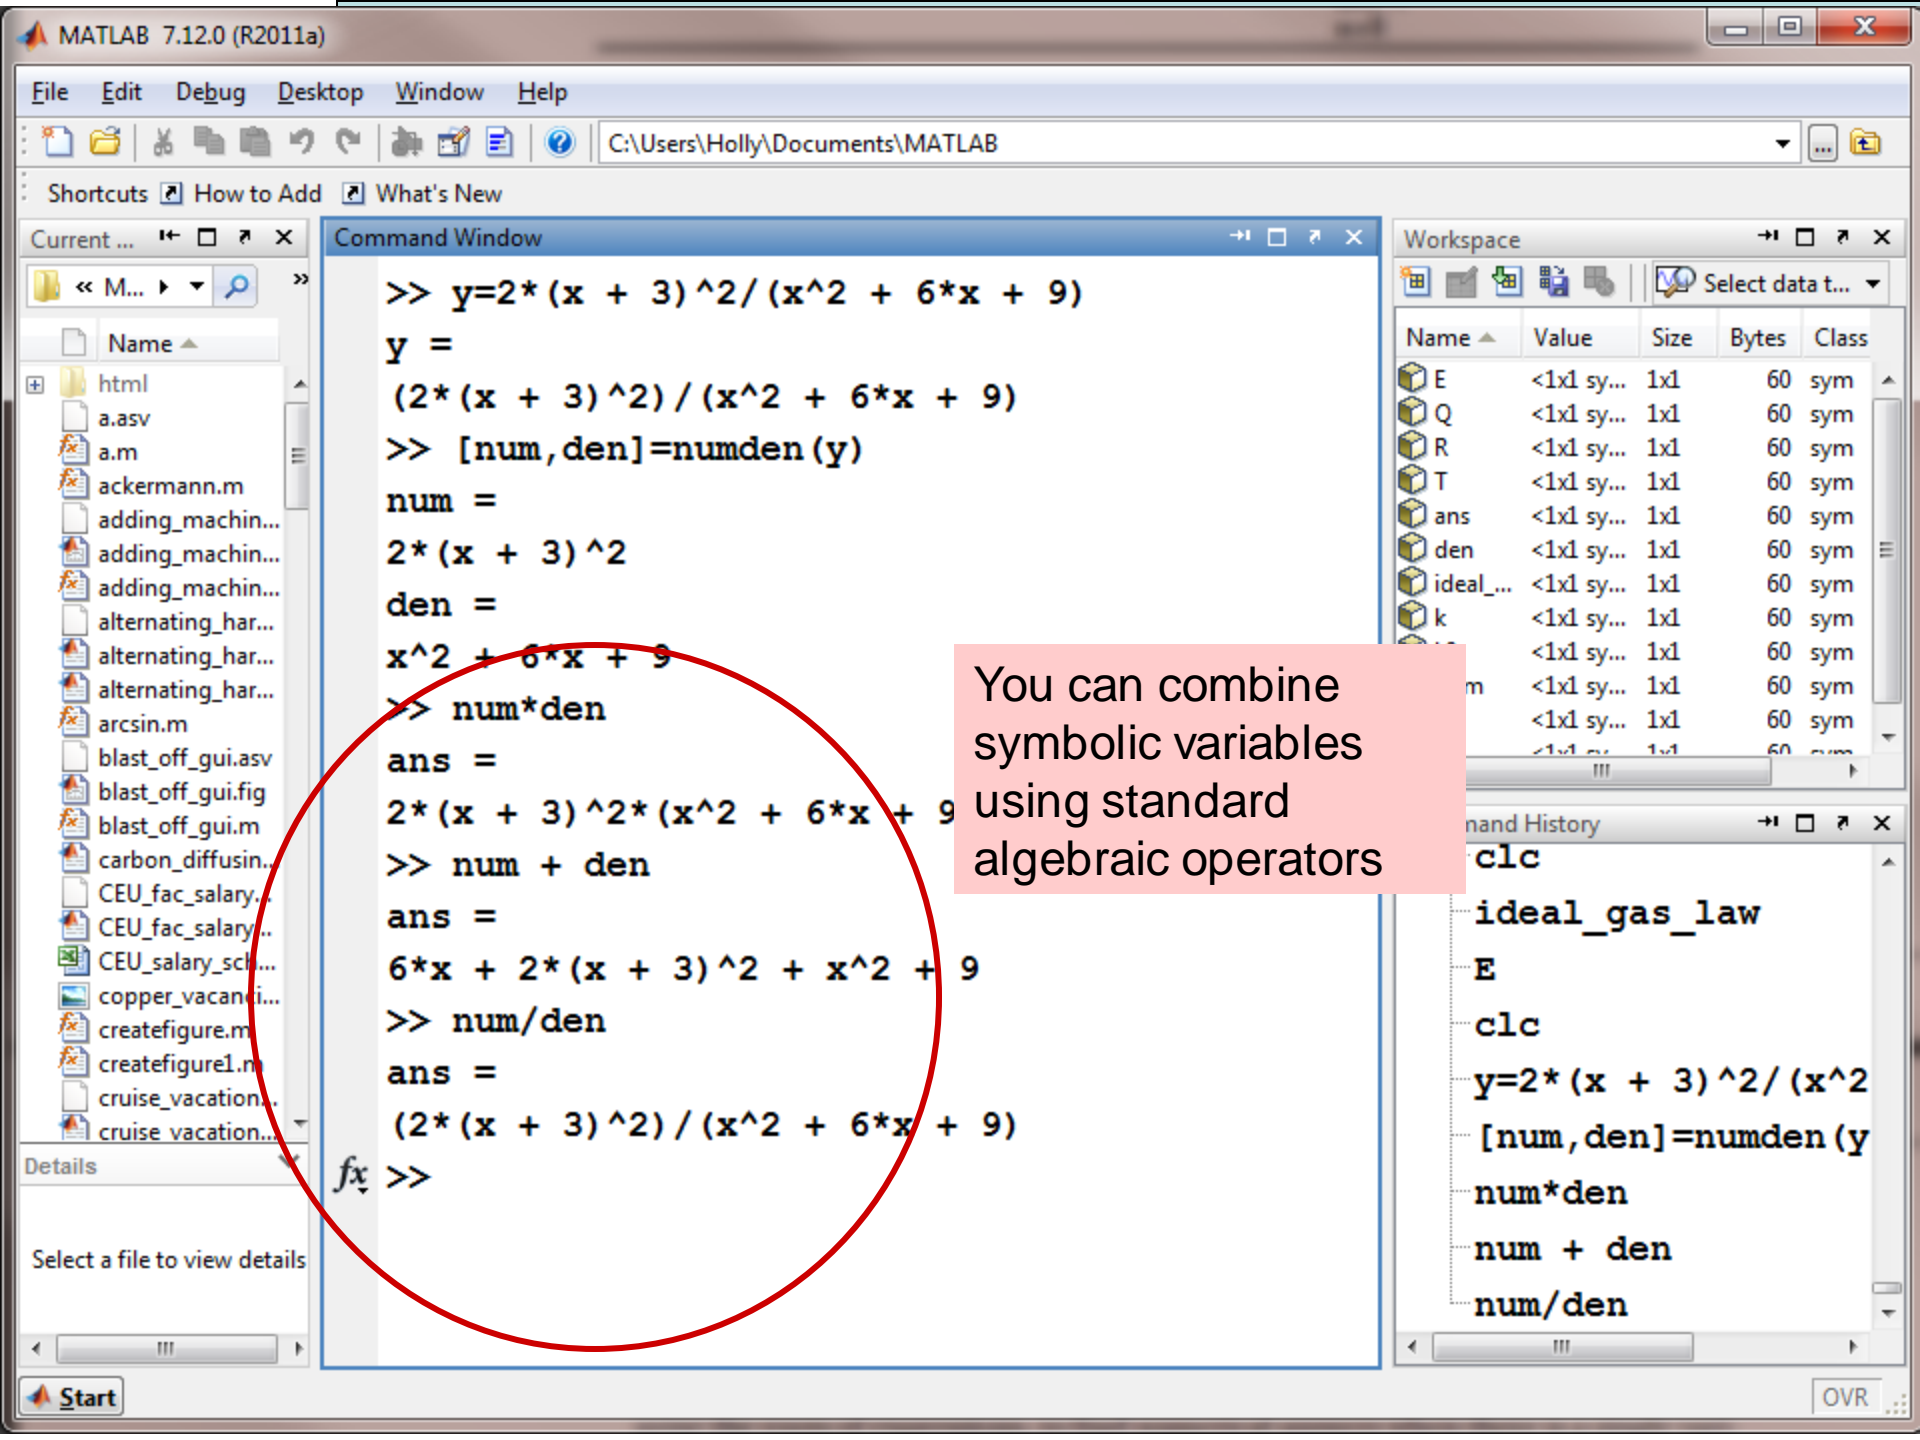 MATLAB 7.12.0 (R2011a)
File Edit Debug Desktop Window Help
C:\Users\Holly\Documents\MATLAB
Shortcuts How to Add What's New
Current ...
« M...
Name
html
a.asv
a.m
ackermann.m
adding_machin...
adding_machin...
adding_machin...
alternating_har...
alternating_har...
alternating_har...
arcsin.m
blast_off_gui.asv
blast_off_gui.fig
blast_off_gui.m
carbon_diffusin...
CEU_fac_salary...
CEU_fac_salary...
CEU_salary_sch...
copper_vacanci...
createfigure.m
createfigure1.m
cruise_vacation...
cruise vacation...
Details
Select a file to view details
Start
Command Window
>> y=2*(x + 3)^2/(x^2 + 6*x + 9)
y =
(2*(x + 3)^2)/(x^2 + 6*x + 9)
>> [num,den]=numden(y)
num =
2*(x + 3)^2
den =
x^2 + 6*x + 9
>> num*den
ans =
2*(x + 3)^2*(x^2 + 6*x + 9
>> num + den
ans =
6*x + 2*(x + 3)^2 + x^2 + 9
>> num/den
ans =
(2*(x + 3)^2)/(x^2 + 6*x + 9)
fx >>
You can combine
symbolic variables
using standard
algebraic operators
Workspace
Select data t...
Name Value Size Bytes Class
E <1x1 sy... 1x1 60 sym
Q <1x1 sy... 1x1 60 sym
R <1x1 sy... 1x1 60 sym
T <1x1 sy... 1x1 60 sym
ans <1x1 sy... 1x1 60 sym
den <1x1 sy... 1x1 60 sym
ideal_... <1x1 sy... 1x1 60 sym
k <1x1 sy... 1x1 60 sym
<1x1 sy... 1x1 60 sym
m <1x1 sy... 1x1 60 sym
<1x1 sy... 1x1 60 sym
<1x1 sy... 1x1 60 sym
mand History
clc
ideal_gas_law
E
clc
y=2*(x + 3)^2/(x^2
[num,den]=numden(y
num*den
num + den
num/den
OVR